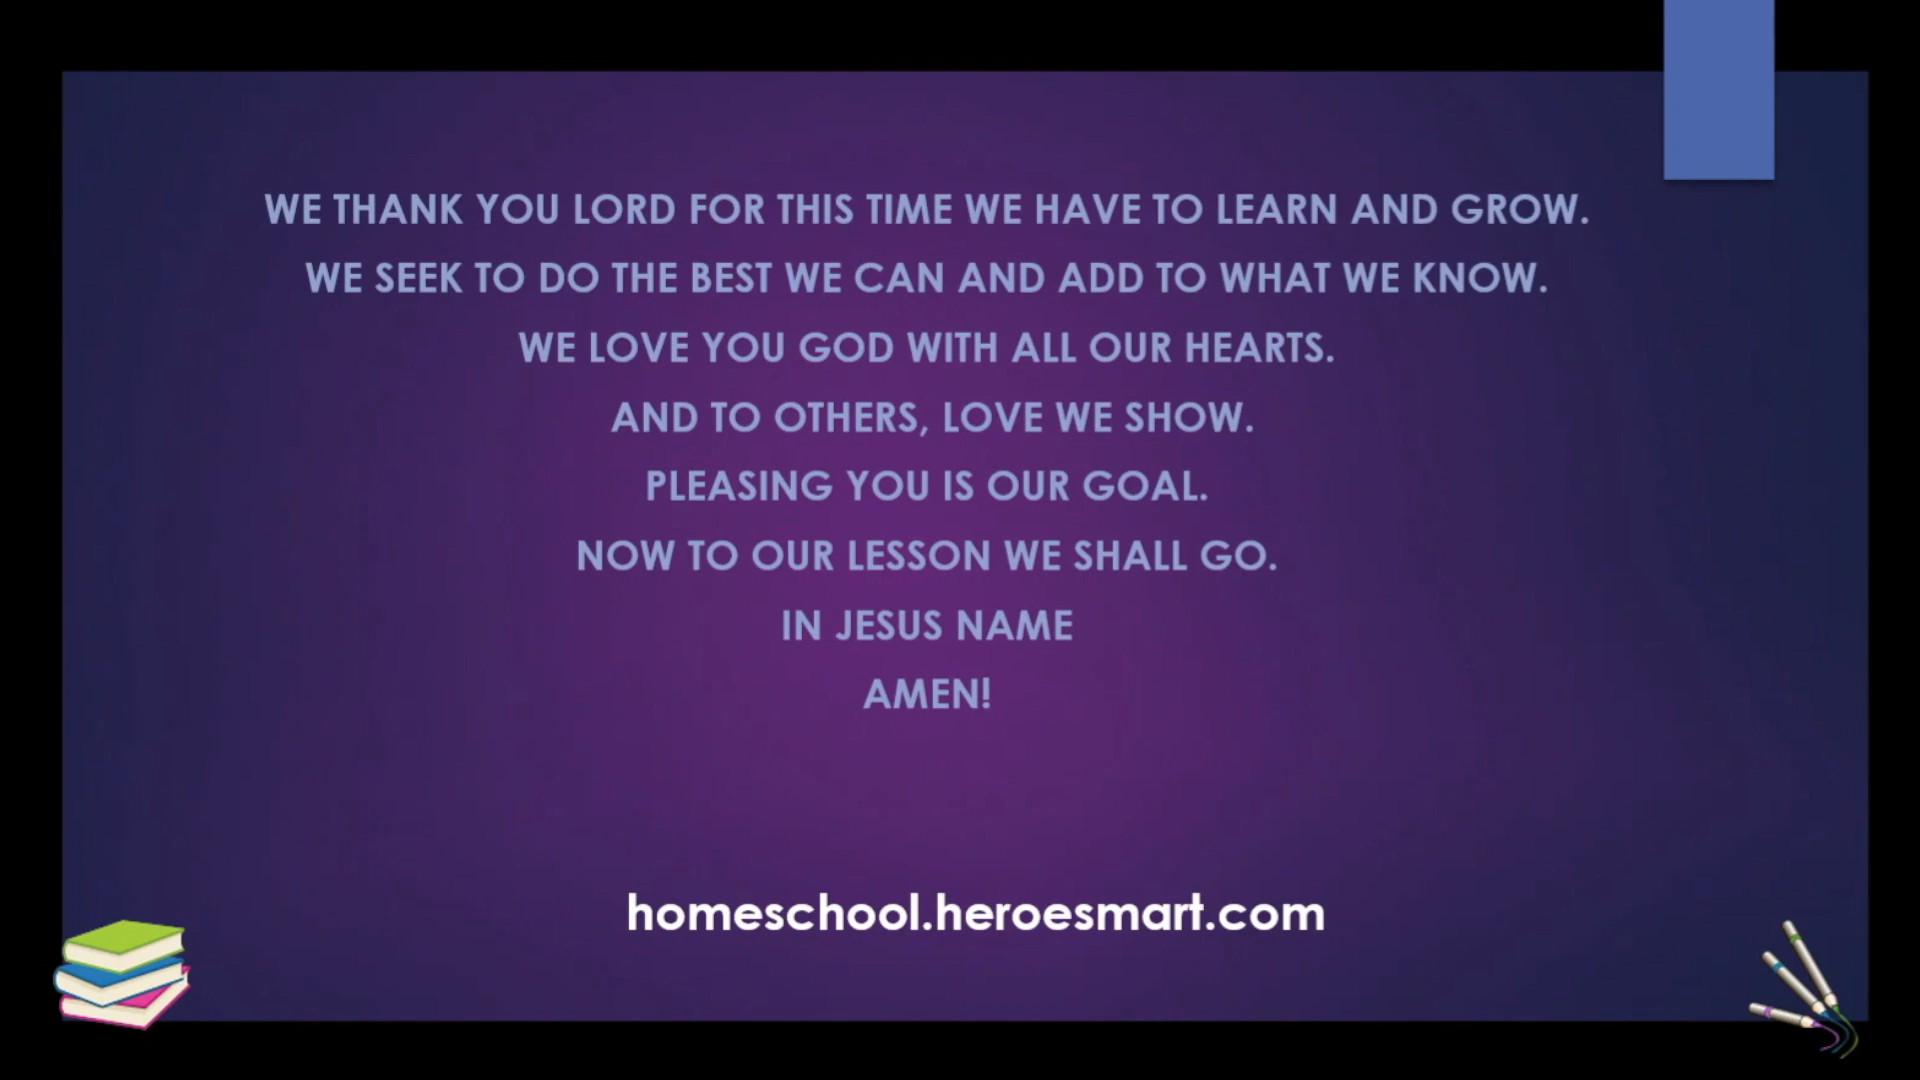 WE THANK YOU LORD FOR THIS TIME WE HAVE TO LEARN AND GROW.
WE SEEK TO DO THE BEST WE CAN AND ADD TO WHAT WE KNOW.
WE LOVE YOU GOD WITH ALL OUR HEARTS.
AND TO OTHERS, LOVE WE SHOW.
PLEASING YOU IS OUR GOAL.
NOW TO OUR LESSON WE SHALL GO.
IN JESUS NAME
AMEN!
homeschool.heroesmart.com